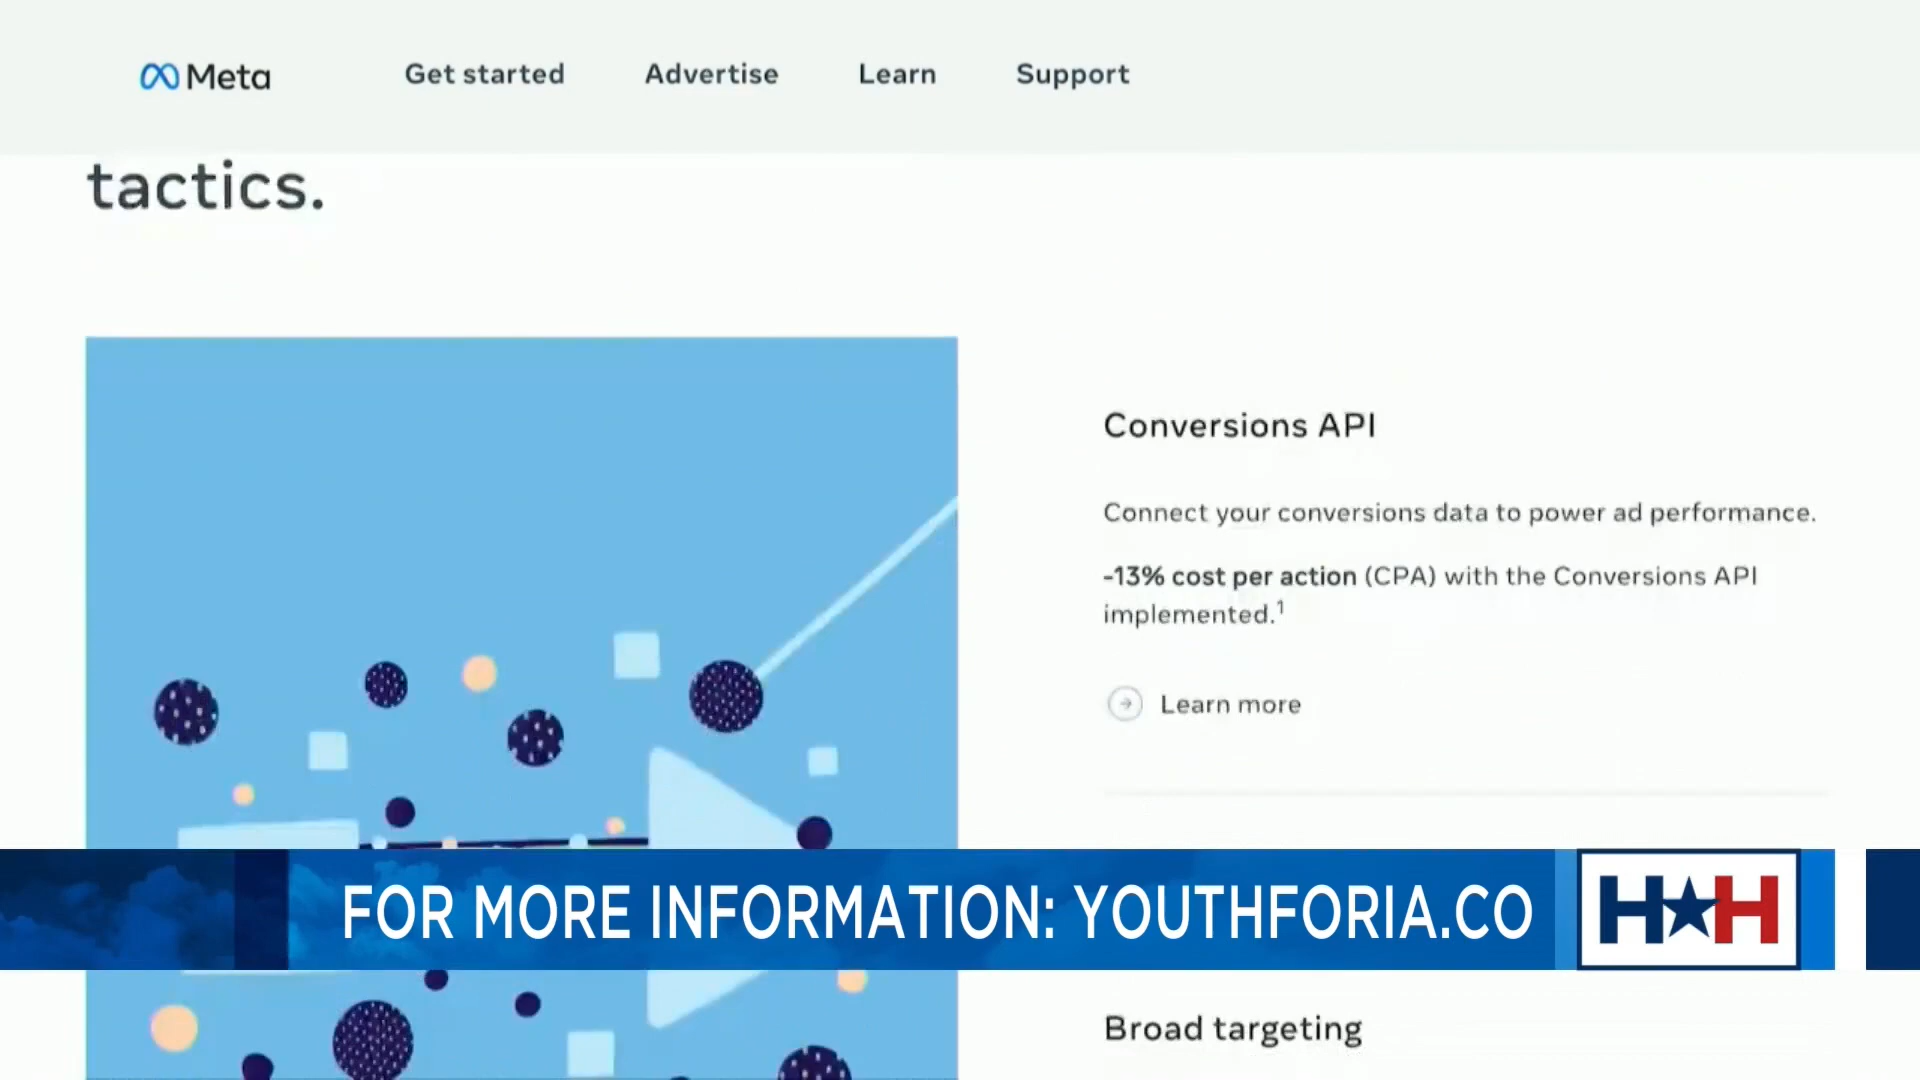 Meta
Get started
Advertise
Learn
Support
tactics.
Conversions API
Connect your conversions data to power ad performance.
-13% cost per action (CPA) with the Conversions API
implemented.1
Learn more
FOR MORE INFORMATION: YOUTHFORIA.CO
H★H
Broad targeting